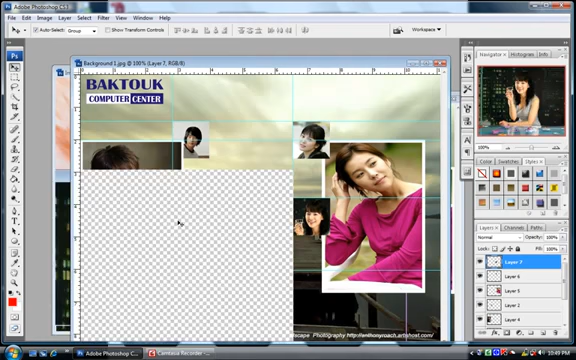 Adobe Photoshop
File Edit Image Layer Select Filter View Window Help
Auto-Select: Group Show Transform Controls Workspace
Background 1.jpg @ 100% (Layer 7, RGB/8)
BAKTOUK
COMPUTER CENTER
Navigator Histogram Info
100%
Color Swatches Styles
Layers Channels Paths
Normal Opacity: 100%
Lock: Fill: 100%
Layer 7
Layer 6
Layer 5
Layer 2
Layer 4
Photography http://anthonyroach.artshost.com/
Start Adobe Photoshop Camtasia Recorder - ... 10:49 PM